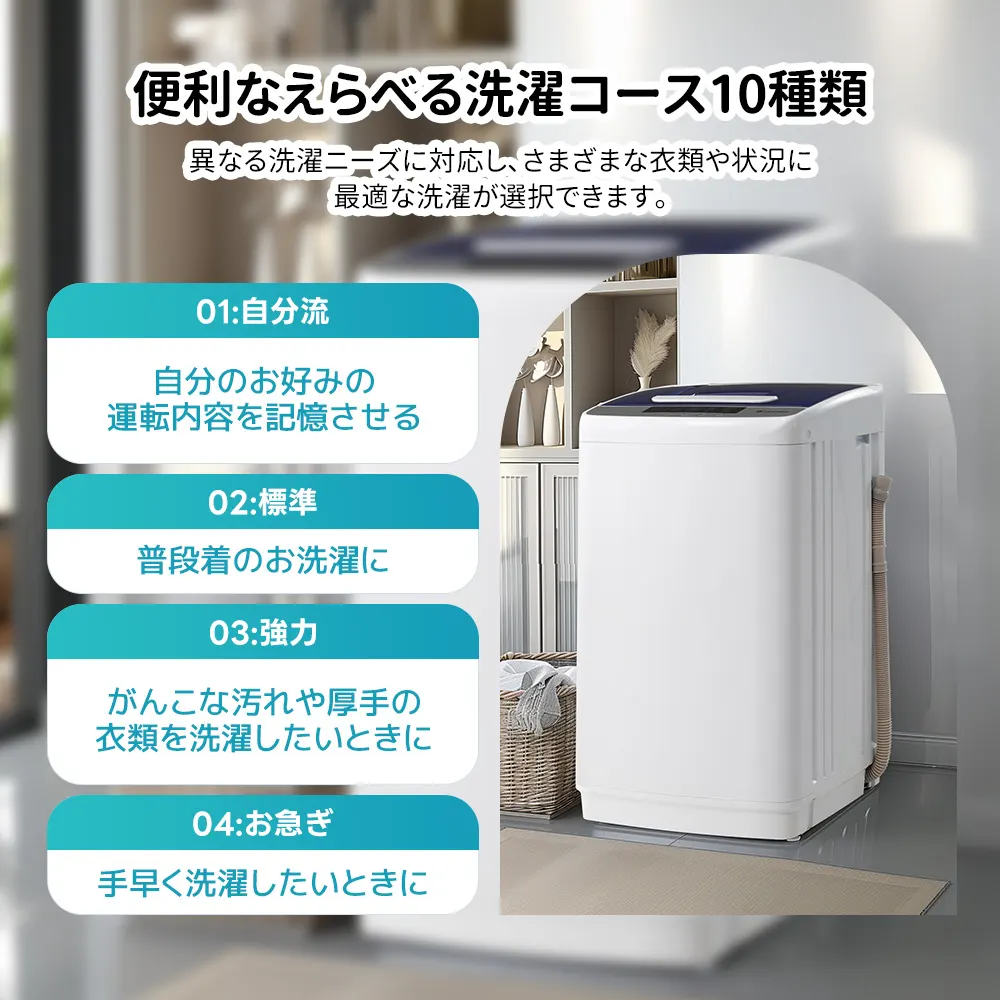 便利なえらべる洗濯コース10種類
異なる洗濯ニーズに対応し、さまざまな衣類や状況に
最適な洗濯が選択できます。
01:自分流
自分のお好みの
運転内容を記憶させる
02:標準
普段着のお洗濯に
03:強力
がんこな汚れや厚手の
衣類を洗濯したいときに
04:お急ぎ
手早く洗濯したいときに